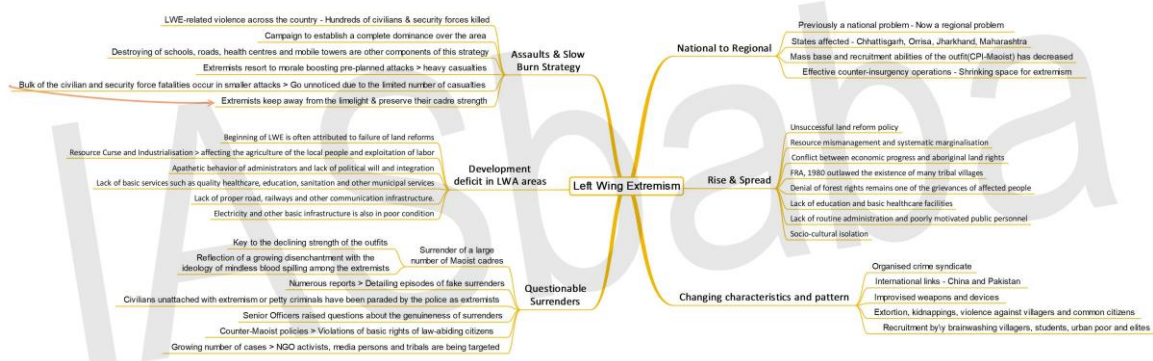 LWE-related violence across the country - Hundreds of civilians & security forces killed
Campaign to establish a complete dominance over the area
Destroying of schools, roads, health centres and mobile towers are other components of this strategy
Extremists resort to morale boosting pre-planned attacks > heavy casualties
Bulk of the civilian and security force fatalities occur in smaller attacks > Go unnoticed due to the limited number of casualties
Extremists keep away from the limelight & preserve their cadre strength
Assaults & Slow
Burn Strategy
Beginning of LWE is often attributed to failure of land reforms
Resource Curse and Industrialisation > affecting the agriculture of the local people and exploitation of labor
Apathetic behavior of administrators and lack of political will and integration
Lack of basic services such as quality healthcare, education, sanitation and other municipal services
Lack of proper road, railways and other communication infrastructure.
Electricity and other basic infrastructure is also in poor condition
Development
deficit in LWA areas
Key to the declining strength of the outfits
Reflection of a growing disenchantment with the
ideology of mindless blood spilling among the extremists
Surrender of a large
number of Maoist cadres
Numerous reports > Detailing episodes of fake surrenders
Civilians unattached with extremism or petty criminals have been paraded by the police as extremists
Senior Officers raised questions about the genuineness of surrenders
Counter-Maoist policies > Violations of basic rights of law-abiding citizens
Growing number of cases > NGO activists, media persons and tribals are being targeted
Questionable
Surrenders
Left Wing Extremism
National to Regional
Previously a national problem - Now a regional problem
States affected - Chhattisgarh, Orrisa, Jharkhand, Maharashtra
Mass base and recruitment abilities of the outfit(CPI-Maoist) has decreased
Effective counter-insurgency operations - Shrinking space for extremism
Rise & Spread
Unsuccessful land reform policy
Resource mismanagement and systematic marginalisation
Conflict between economic progress and aboriginal land rights
FRA, 1980 outlawed the existence of many tribal villages
Denial of forest rights remains one of the grievances of affected people
Lack of education and basic healthcare facilities
Lack of routine administration and poorly motivated public personnel
Socio-cultural isolation
Changing characteristics and pattern
Organised crime syndicate
International links - China and Pakistan
Improvised weapons and devices
Extortion, kidnappings, violence against villagers and common citizens
Recruitment by\y brainwashing villagers, students, urban poor and elites
IASbaba